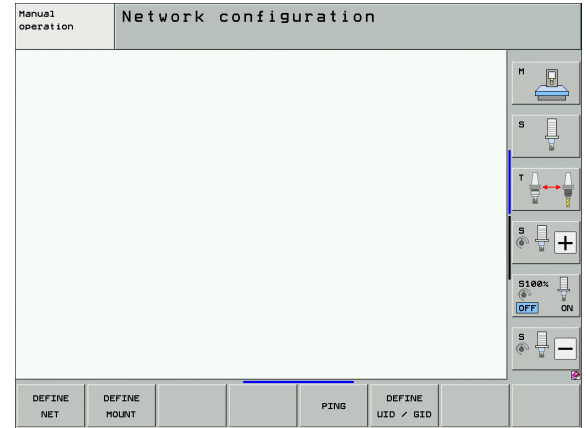 Manual
operation
Network configuration
M
S
T
S
S100%
OFF ON
S
DEFINE
NET
DEFINE
MOUNT
PING
DEFINE
UID / GID